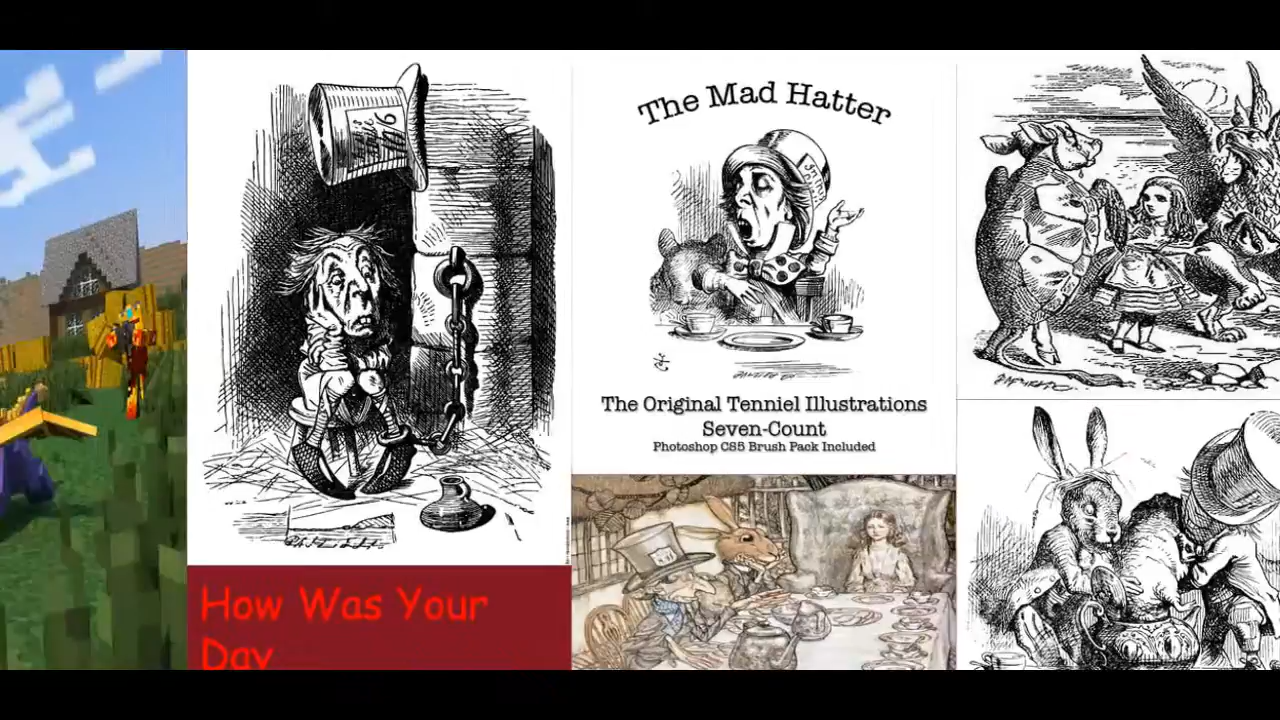 The Mad Hatter
The Original Tenniel Illustrations
Seven-Count
Photoshop CS5 Brush Pack Included
How Was Your
Day